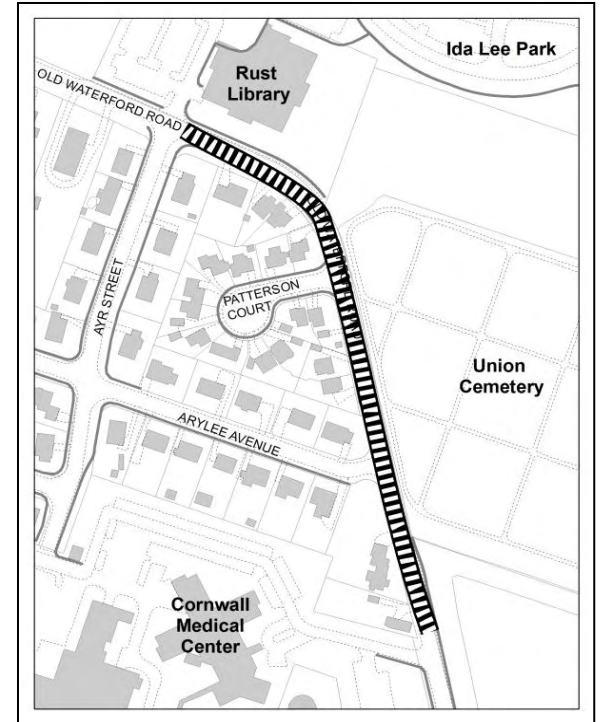 Ida Lee Park
Rust
Library
OLD WATERFORD ROAD
AYR STREET
PATTERSON
COURT
Union
Cemetery
ARYLEE AVENUE
Cornwall
Medical
Center